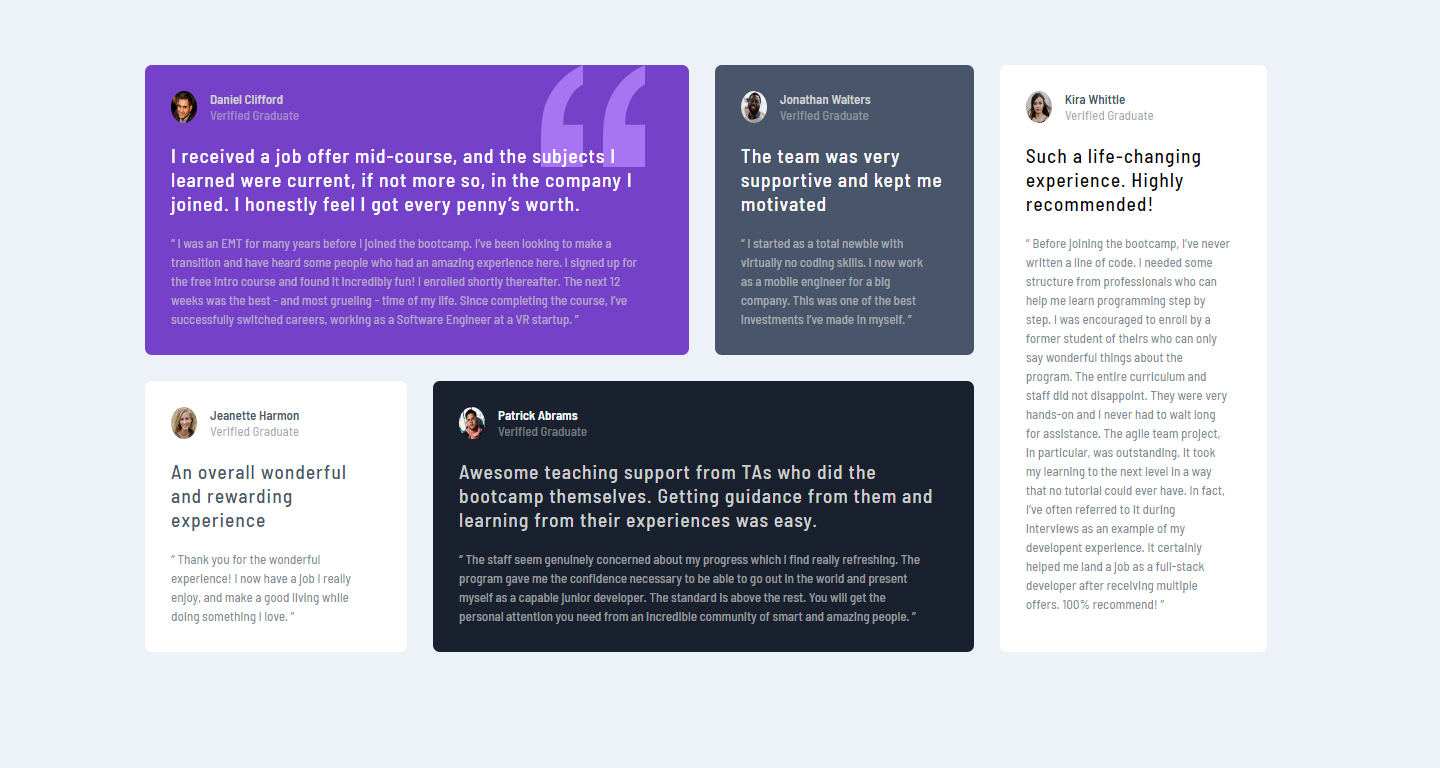 Daniel Clifford
Verified Graduate
I received a job offer mid-course, and the subjects I
learned were current, if not more so, in the company I
joined. I honestly feel I got every penny’s worth.
“ I was an EMT for many years before I joined the bootcamp. I’ve been looking to make a
transition and have heard some people who had an amazing experience here. I signed up for
the free intro course and found it incredibly fun! I enrolled shortly thereafter. The next 12
weeks was the best - and most grueling - time of my life. Since completing the course, I’ve
successfully switched careers, working as a Software Engineer at a VR startup. ”
Jonathan Walters
Verified Graduate
The team was very
supportive and kept me
motivated
“ I started as a total newbie with
virtually no coding skills. I now work
as a mobile engineer for a big
company. This was one of the best
investments I’ve made in myself. ”
Kira Whittle
Verified Graduate
Such a life-changing
experience. Highly
recommended!
“ Before joining the bootcamp, I’ve never
written a line of code. I needed some
structure from professionals who can
help me learn programming step by
step. I was encouraged to enroll by a
former student of theirs who can only
say wonderful things about the
program. The entire curriculum and
staff did not disappoint. They were very
hands-on and I never had to wait long
for assistance. The agile team project,
in particular, was outstanding. It took
my learning to the next level in a way
that no tutorial could ever have. In fact,
I’ve often referred to it during
interviews as an example of my
developent experience. It certainly
helped me land a job as a full-stack
developer after receiving multiple
offers. 100% recommend! ”
Jeanette Harmon
Verified Graduate
An overall wonderful
and rewarding
experience
“ Thank you for the wonderful
experience! I now have a job I really
enjoy, and make a good living while
doing something I love. ”
Patrick Abrams
Verified Graduate
Awesome teaching support from TAs who did the
bootcamp themselves. Getting guidance from them and
learning from their experiences was easy.
“ The staff seem genuinely concerned about my progress which I find really refreshing. The
program gave me the confidence necessary to be able to go out in the world and present
myself as a capable junior developer. The standard is above the rest. You will get the
personal attention you need from an incredible community of smart and amazing people. ”